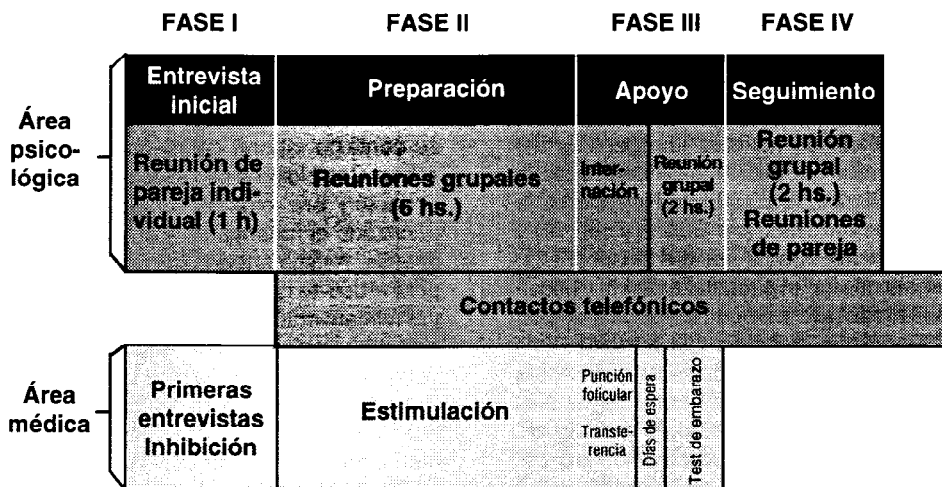 FASE I
FASE II
FASE III
FASE IV
Área
psico-
lógica
Entrevista
inicial
Preparación
Apoyo
Seguimiento
Reunión de
pareja indi-
vidual (1 h)
Reuniones grupales
(6 hs.)
Inter-
nación
Reunión
grupal
(2 hs.)
Reunión
grupal
(2 hs.)
Reuniones
de pareja
Contactos telefónicos
Área
médica
Primeras
entrevistas
Inhibición
Estimulación
Punción
folicular
Transfe-
rencia
Días de espera
Test de embarazo